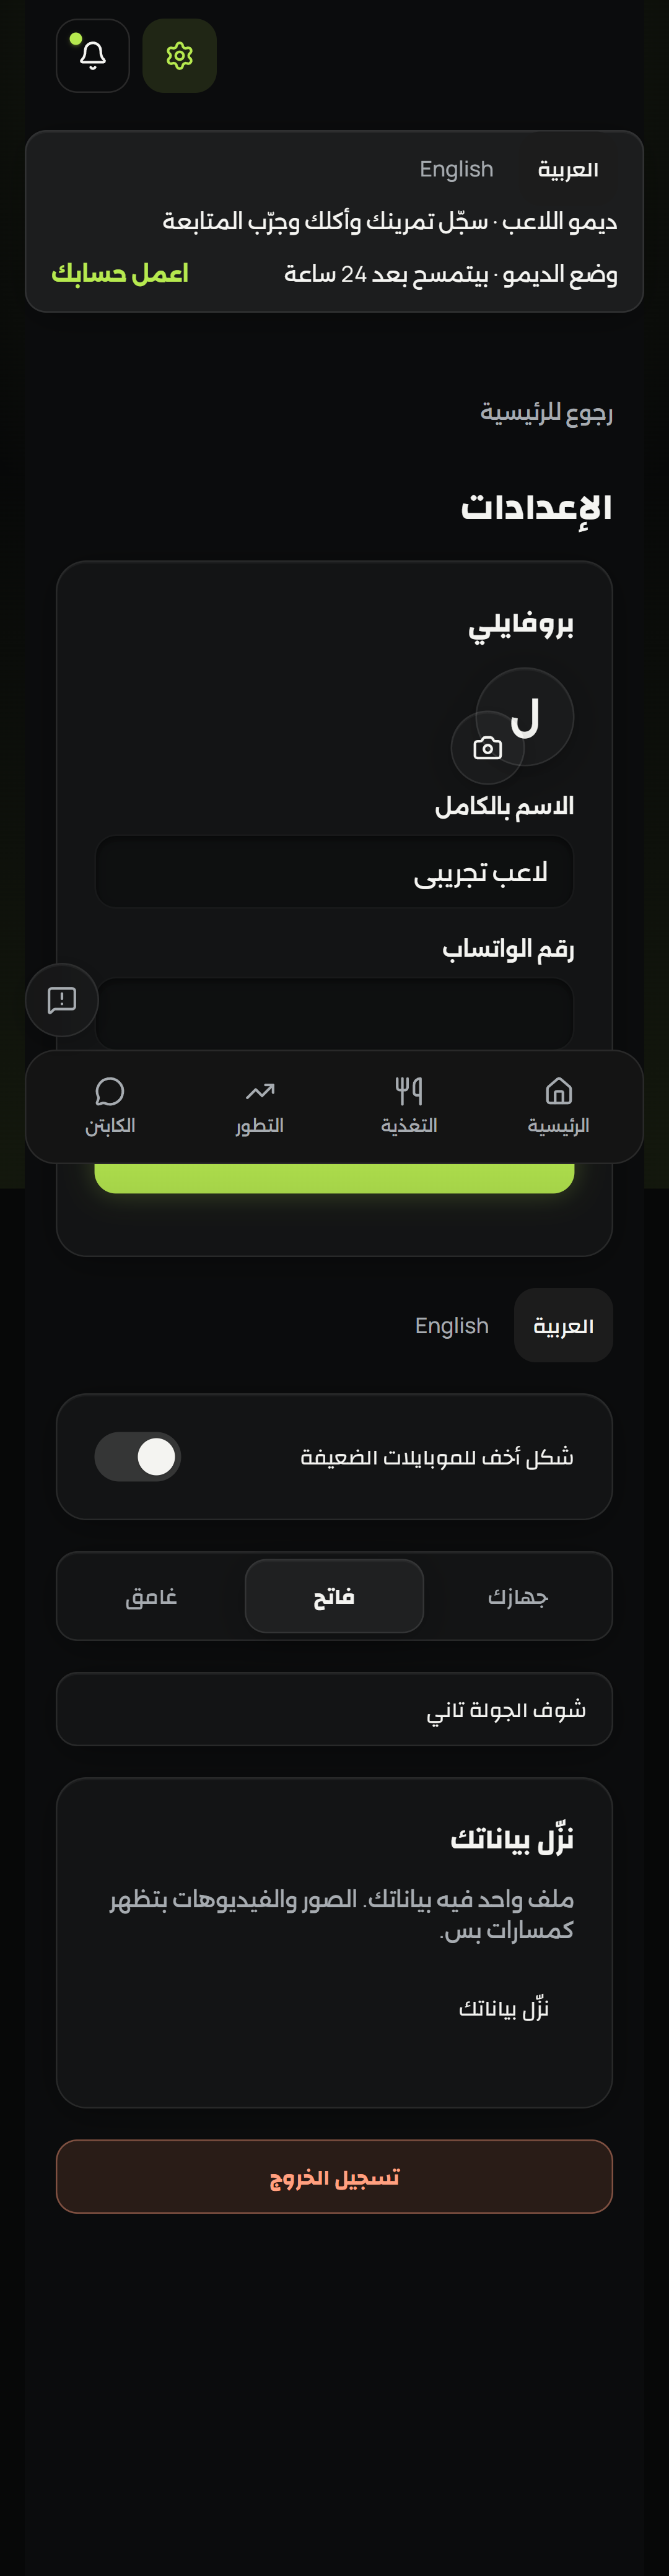 العربية
English
ديمو اللاعب · سجّل تمرينك وأكلك وجرّب المتابعة
وضع الديمو · بيتمسح بعد 24 ساعة
اعمل حسابك
رجوع للرئيسية
الإعدادات
بروفايلي
ل
الاسم بالكامل
لاعب تجريبى
رقم الواتساب
الرئيسية
التغذية
التطور
الكابتن
العربية
English
شكل أخف للموبايلات الضعيفة
جهازك
فاتح
غامق
شوف الجولة تاني
نزّل بياناتك
ملف واحد فيه بياناتك. الصور والفيديوهات بتظهر
كمسارات بس.
نزّل بياناتك
تسجيل الخروج